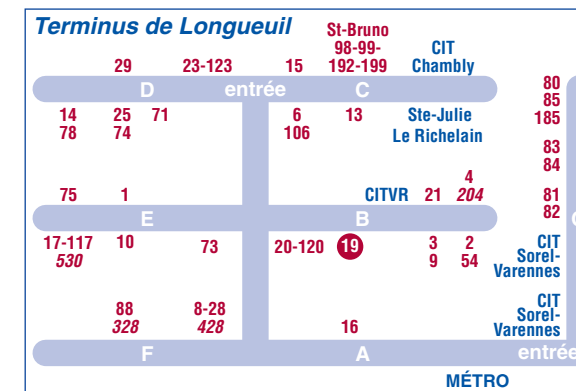 Terminus de Longueuil
St-Bruno
98-99-
192-199
CIT
Chambly
29 23-123 15
D entrée C
14 25 71 6 13 Ste-Julie
78 74 106 Le Richelain
80
85
185
83
84
81
82
4
75 1 CITVR 21 204
E B
17-117 10 73 20-120 19 3 2
530 9 54
CIT
Sorel-
Varennes
88 8-28
328 428 16
CIT
Sorel-
Varennes
F A entrée
MÉTRO